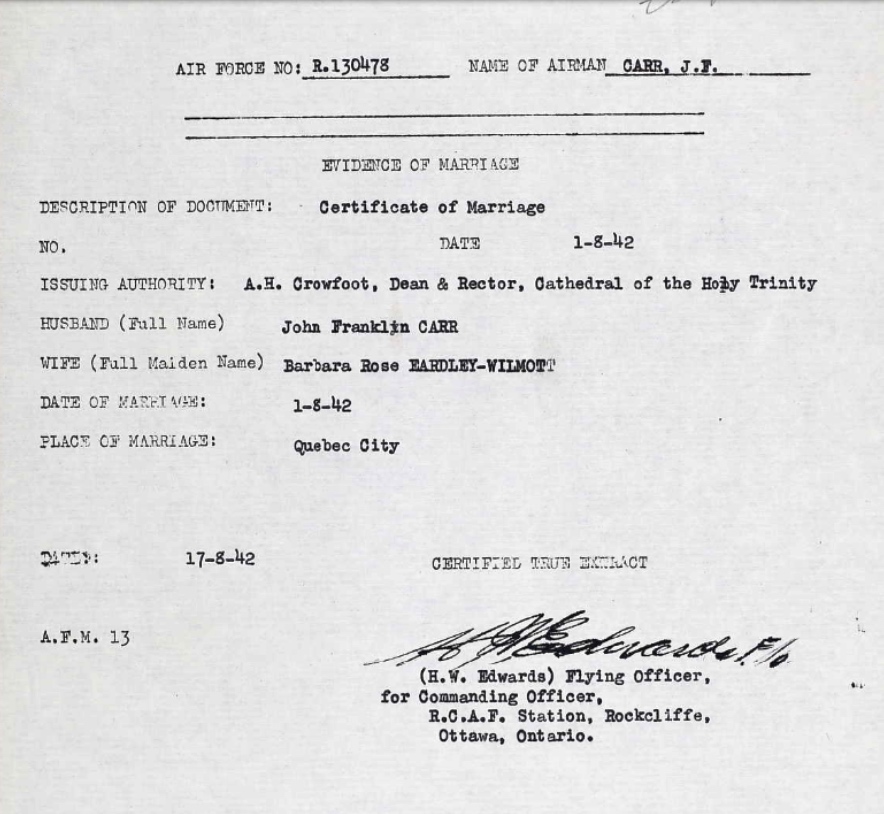 AIR FORCE NO: R.130478 NAME OF AIRMAN CARR, J.F.
EVIDENCE OF MARRIAGE
DESCRIPTION OF DOCUMENT: Certificate of Marriage
NO. DATE 1-8-42
ISSUING AUTHORITY: A.H. Crowfoot, Dean & Rector, Cathedral of the Holy Trinity
HUSBAND (Full Name) John Franklin CARR
WIFE (Full Maiden Name) Barbara Rose EARDLEY-WILMOTT
DATE OF MARRIAGE: 1-8-42
PLACE OF MARRIAGE: Quebec City
DATED: 17-8-42 CERTIFIED TRUE EXTRACT
A.F.M. 13
H W Edwards F/O
(H.W. Edwards) Flying Officer,
for Commanding Officer,
R.C.A.F. Station, Rockcliffe,
Ottawa, Ontario.